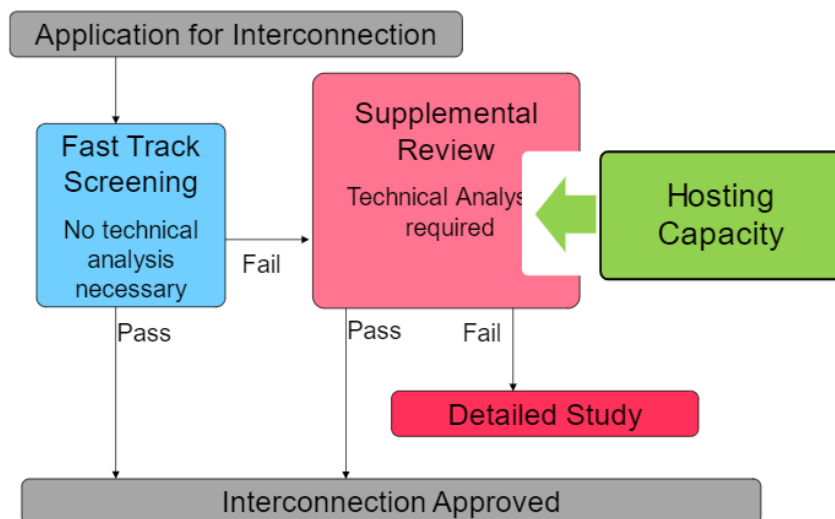 Application for Interconnection
Fast Track
Screening
No technical
analysis
necessary
Fail
Pass
Supplemental
Review
Technical Analys
required
Hosting
Capacity
Pass
Fail
Detailed Study
Interconnection Approved